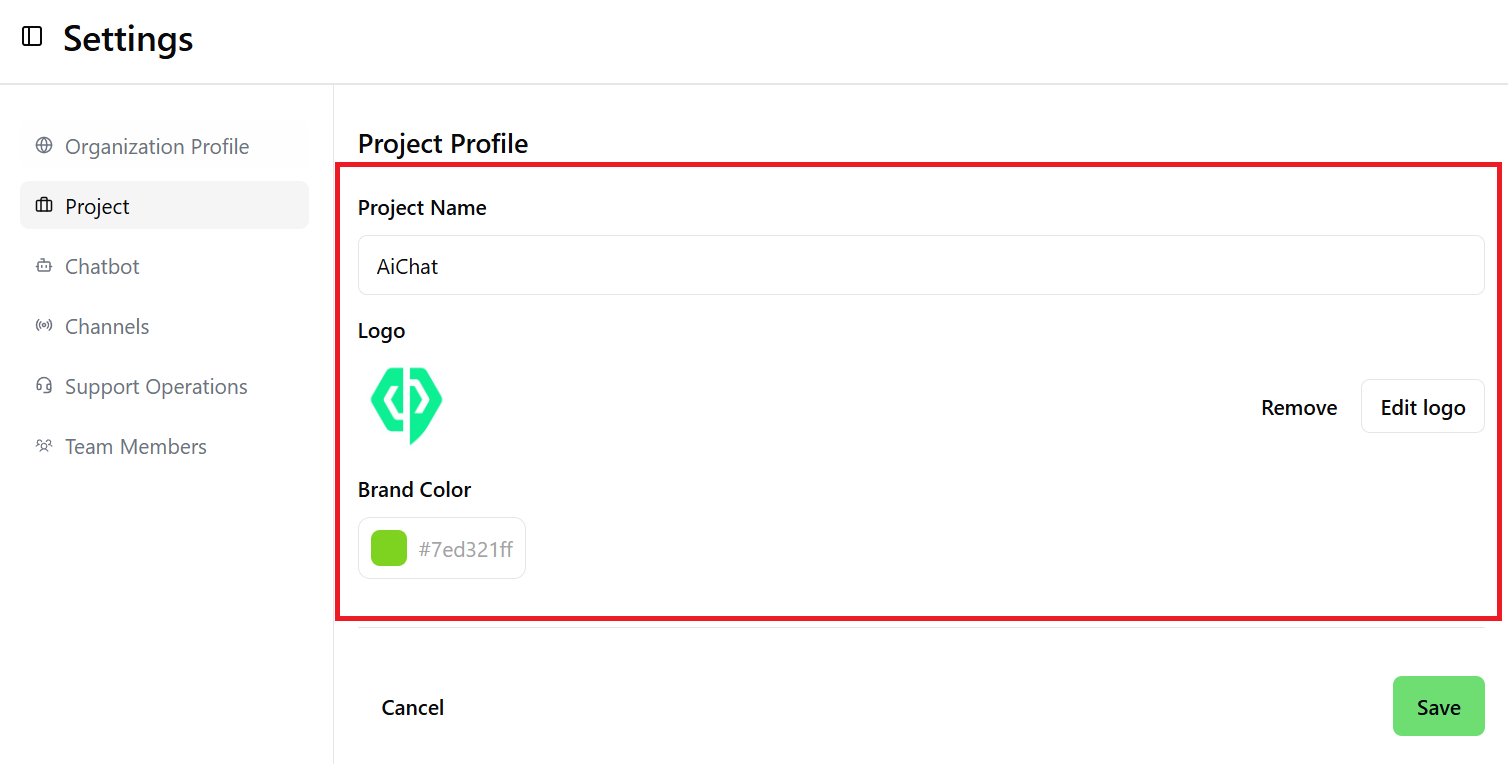 Settings
Organization Profile
Project
Chatbot
Channels
Support Operations
Team Members
Project Profile
Project Name
AiChat
Logo
Remove
Edit logo
Brand Color
#7ed321ff
Cancel
Save